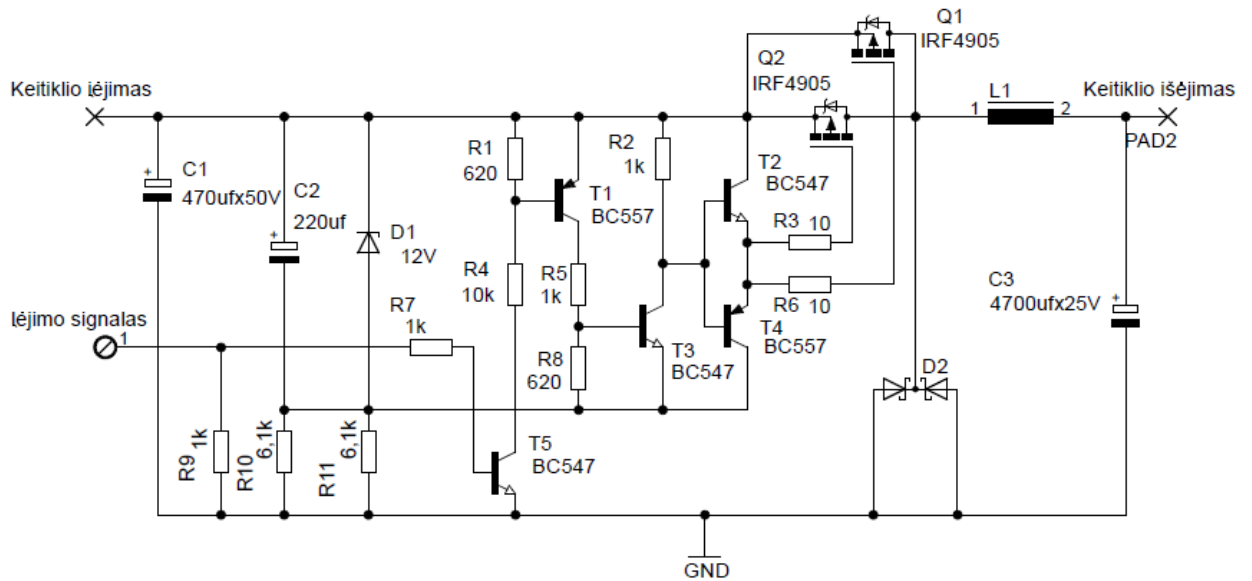 Q1
IRF4905
Q2
IRF4905
Keitiklio įėjimas
L1
1
2
Keitiklio išėjimas
PAD2
C1
470ufx50V
C2
220uf
D1
12V
R1
620
T1
BC557
R2
1k
T2
BC547
R3 10
R4
10k
R5
1k
R6
10
C3
4700ufx25V
Įėjimo signalas
1
R7
1k
R8
620
T3
BC547
T4
BC557
D2
R9
1k
R10
6,1k
R11
6,1k
T5
BC547
GND